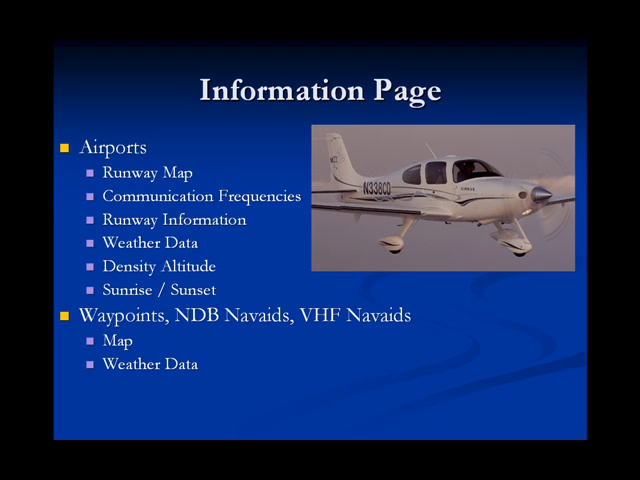 Information Page
Airports
Runway Map
Communication Frequencies
Runway Information
Weather Data
Density Altitude
Sunrise / Sunset
Waypoints, NDB Navaids, VHF Navaids
Map
Weather Data
N338CD